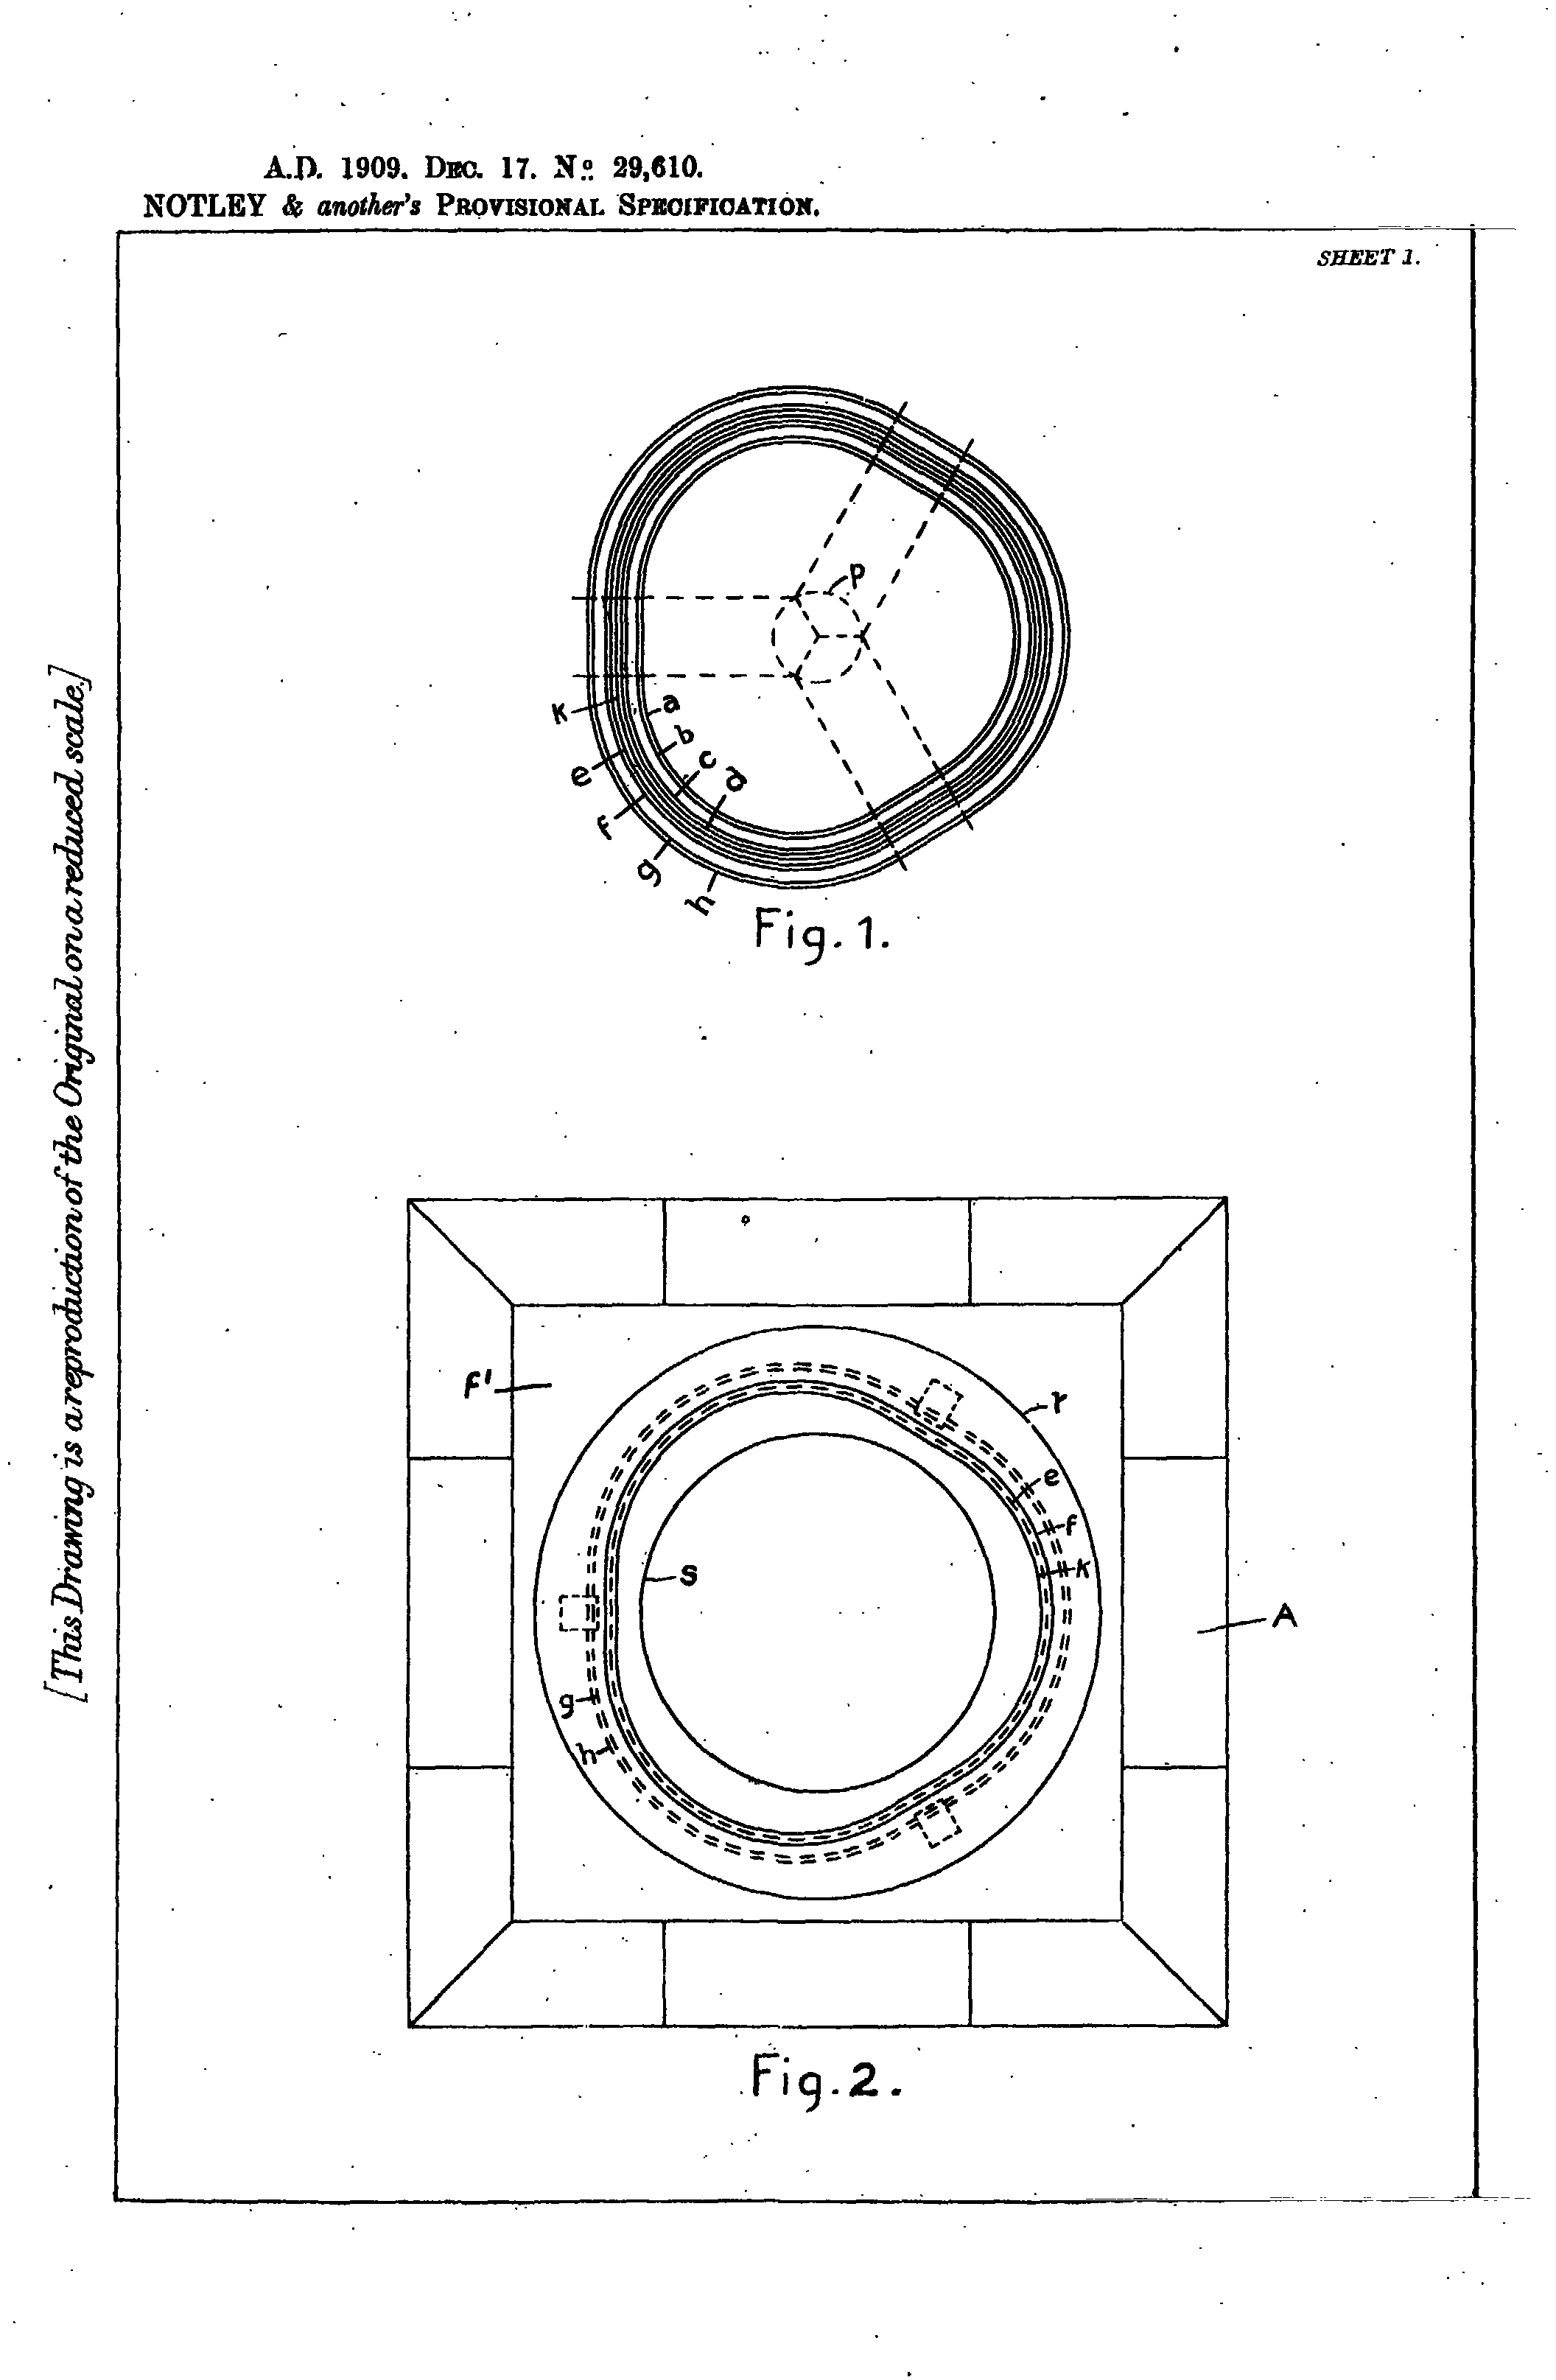 A.D. 1909. DEC. 17. No. 29,610.
NOTLEY & another's PROVISIONAL SPECIFICATION.
SHEET 1.
[This Drawing is a reproduction of the Original on a reduced scale.]
p
k
a
b
c
d
e
f
g
h
Fig. 1.
F'
r
e
f
k
s
A
g
h
Fig. 2.